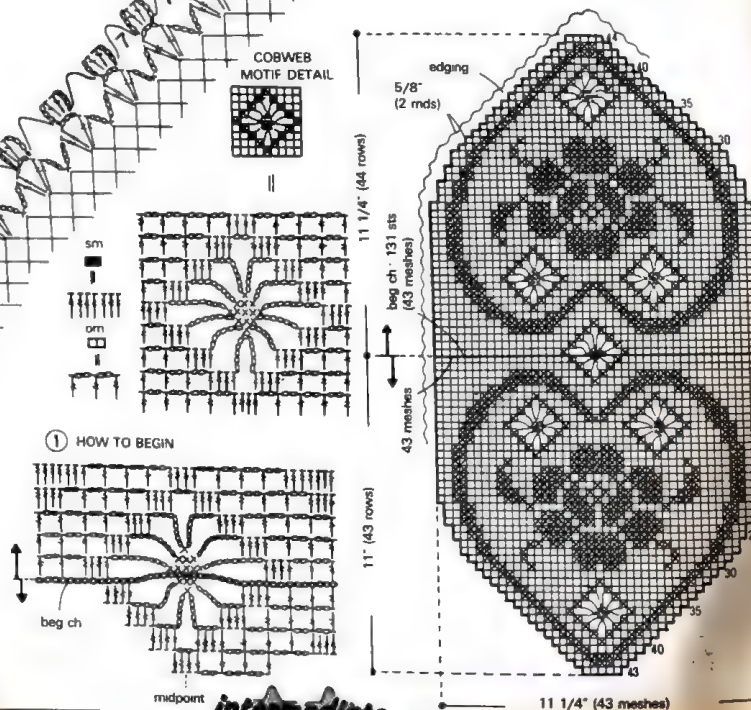 COBWEB
MOTIF DETAIL
sm
om
1 HOW TO BEGIN
beg ch
midpoint
11 1/4" (44 rows)
beg ch · 131 sts
(43 meshes)
43 meshes
11" (43 rows)
edging
5/8"
(2 rnds)
44
40
35
30
30
35
40
43
11 1/4" (43 meshes)